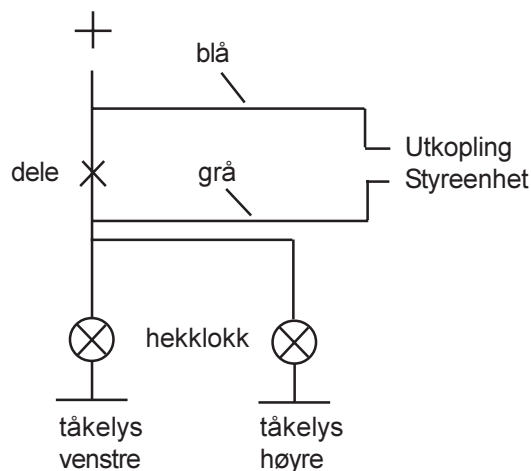 +
blå
Utkopling
dele
grå
Styreenhet
hekklokk
tåkelys
venstre
tåkelys
høyre